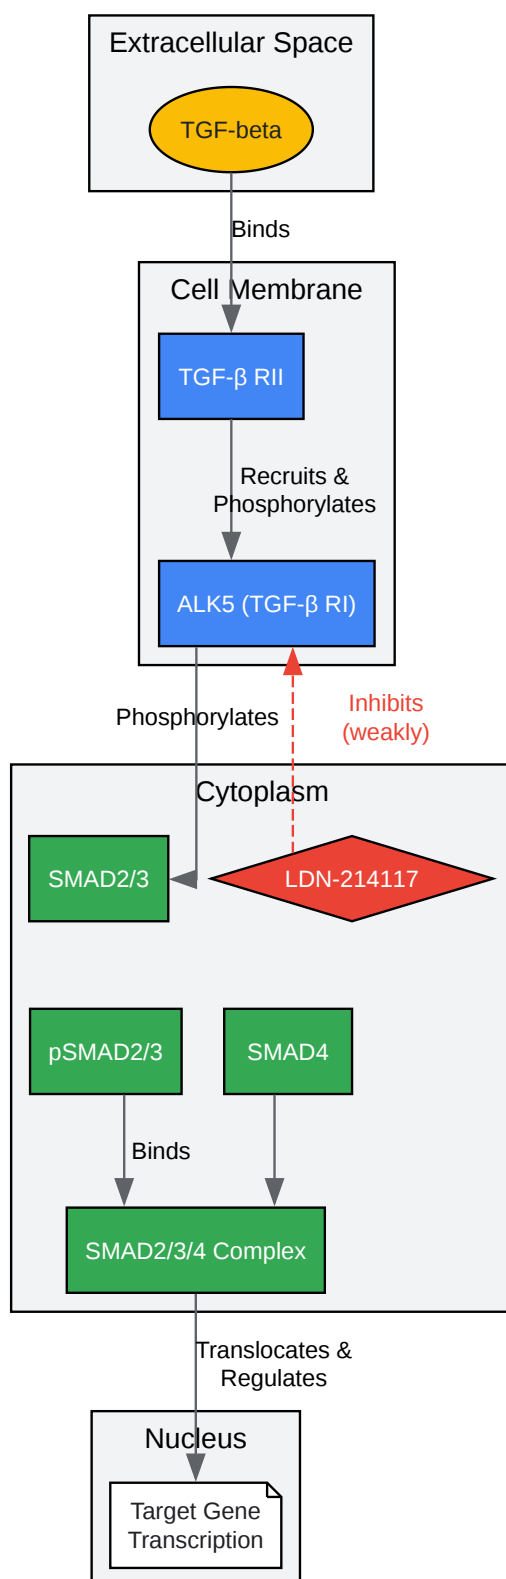 Extracellular Space
TGF-beta
Binds
Cell Membrane
TGF-β RII
Recruits &
Phosphorylates
ALK5 (TGF-β RI)
Phosphorylates
Inhibits
(weakly)
Cytoplasm
SMAD2/3
LDN-214117
pSMAD2/3
SMAD4
Binds
SMAD2/3/4 Complex
Translocates &
Regulates
Nucleus
Target Gene
Transcription